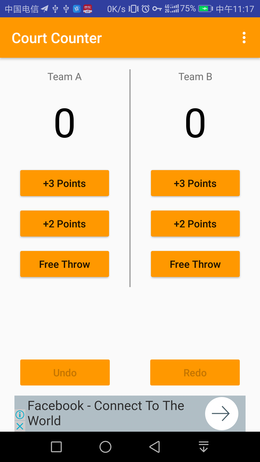 中国电信 0K/s 75% 中午11:17
Court Counter
Team A Team B
0 0
+3 Points +3 Points
+2 Points +2 Points
Free Throw Free Throw
Undo Redo
Facebook - Connect To The
World